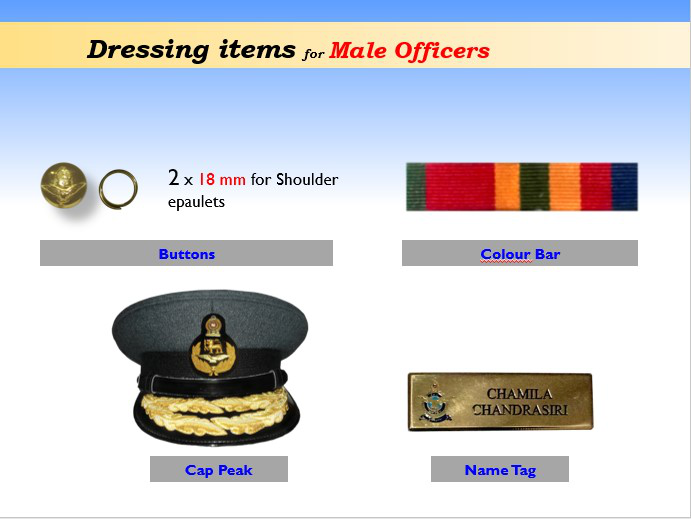 Dressing items for Male Officers
2 x 18 mm for Shoulder
epaulets
Buttons
Colour Bar
CHAMILA
CHANDRASIRI
Cap Peak
Name Tag